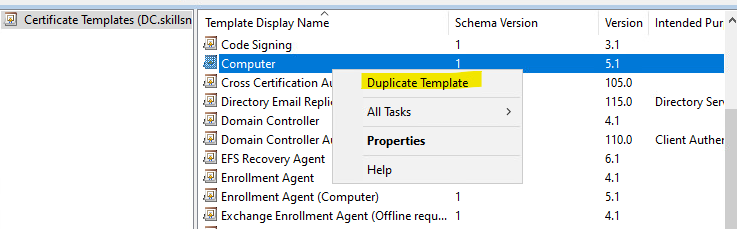 Certificate Templates (DC.skillsn
Template Display Name Schema Version Version Intended Pur
Code Signing 1 3.1
Computer 1 5.1
Cross Certification Au 105.0
Duplicate Template
Directory Email Replic 115.0 Directory Serv
All Tasks
Domain Controller 4.1
Domain Controller Au 110.0 Client Authen
Properties
EFS Recovery Agent 6.1
Help
Enrollment Agent 4.1
Enrollment Agent (Computer) 1 5.1
Exchange Enrollment Agent (Offline requ... 1 4.1